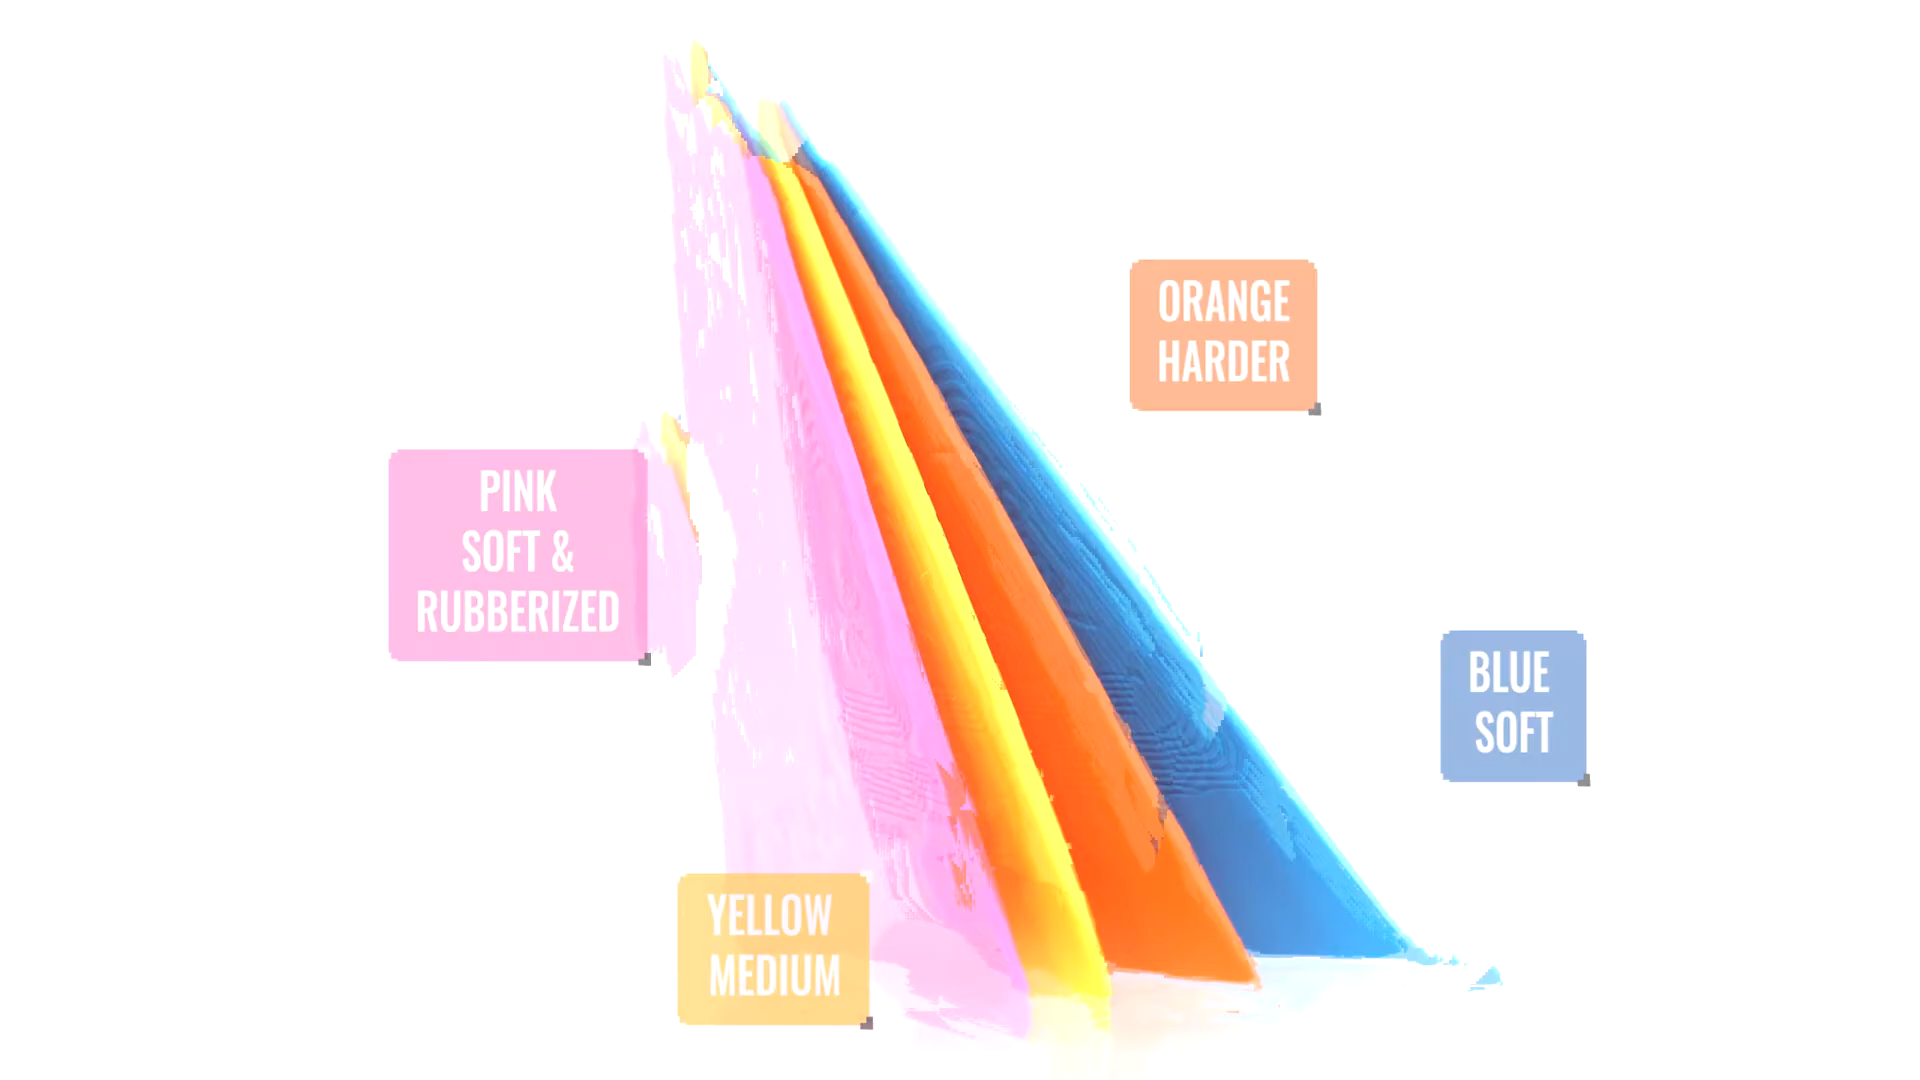 ORANGE
HARDER
PINK
SOFT &
RUBBERIZED
BLUE
SOFT
YELLOW
MEDIUM